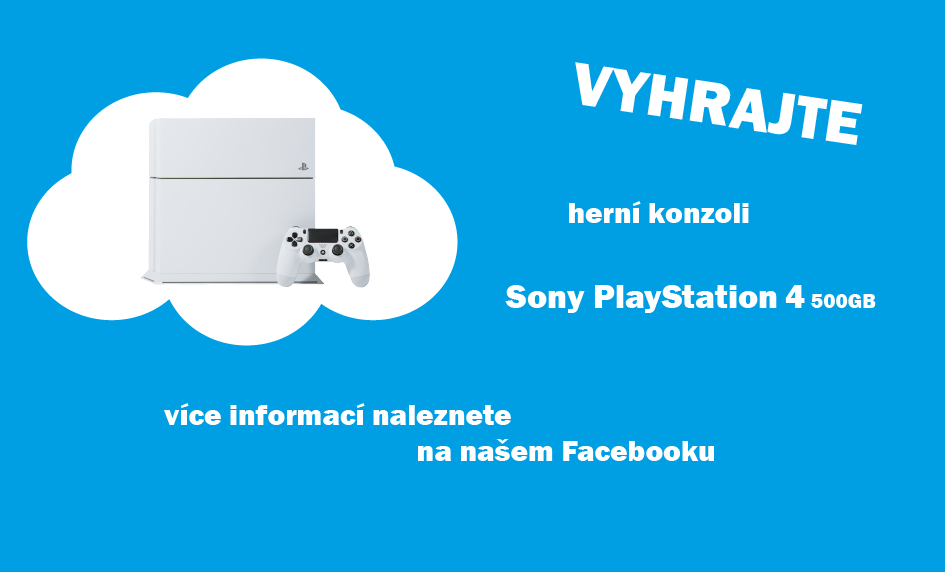 VYHRAJTE
herní konzoli
Sony PlayStation 4 500GB
více informací naleznete
na našem Facebooku